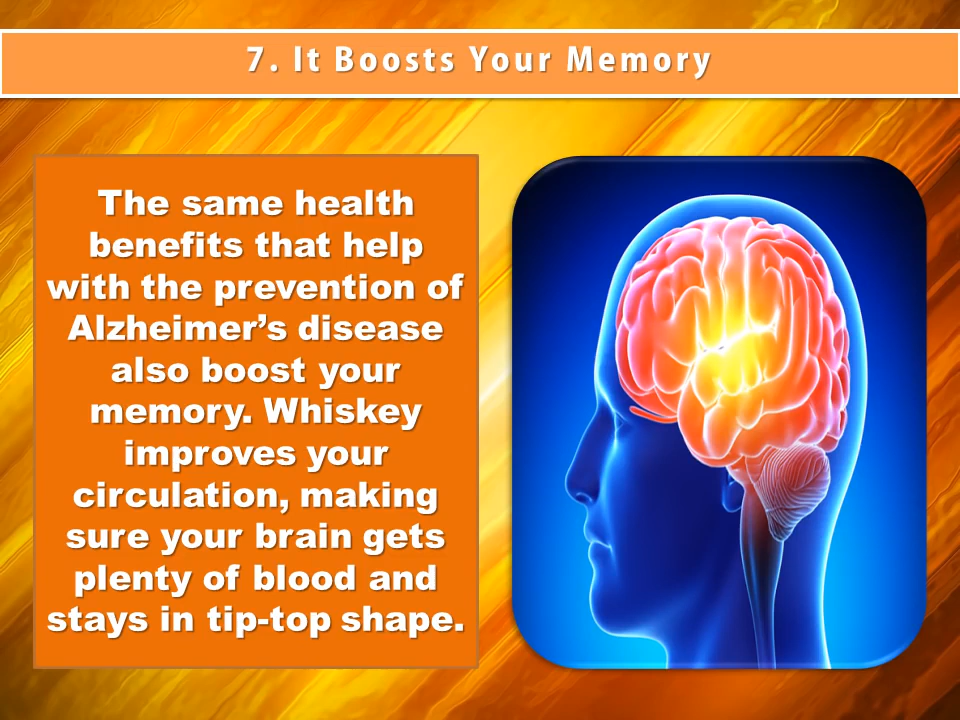 7. It Boosts Your Memory
The same health
benefits that help
with the prevention of
Alzheimer’s disease
also boost your
memory. Whiskey
improves your
circulation, making
sure your brain gets
plenty of blood and
stays in tip-top shape.